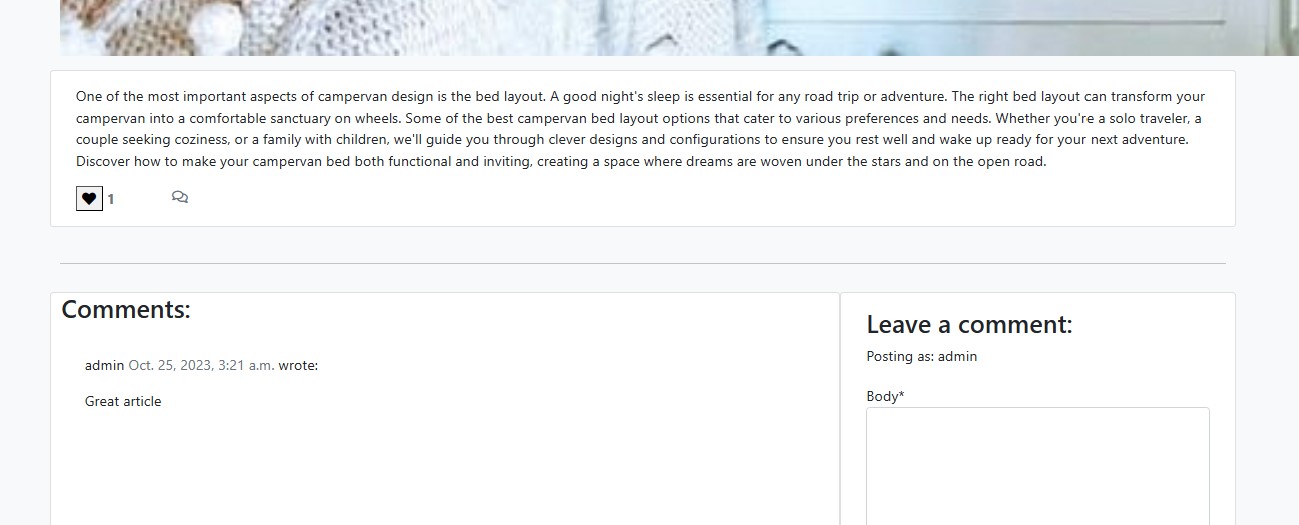 One of the most important aspects of campervan design is the bed layout. A good night's sleep is essential for any road trip or adventure. The right bed layout can transform your
campervan into a comfortable sanctuary on wheels. Some of the best campervan bed layout options that cater to various preferences and needs. Whether you're a solo traveler, a
couple seeking coziness, or a family with children, we'll guide you through clever designs and configurations to ensure you rest well and wake up ready for your next adventure.
Discover how to make your campervan bed both functional and inviting, creating a space where dreams are woven under the stars and on the open road.
1
Comments:
admin Oct. 25, 2023, 3:21 a.m. wrote:
Great article
Leave a comment:
Posting as: admin
Body*